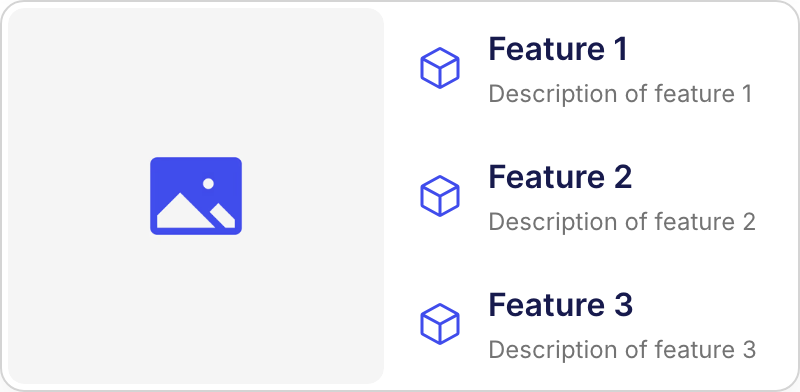 Feature 1
Description of feature 1
Feature 2
Description of feature 2
Feature 3
Description of feature 3